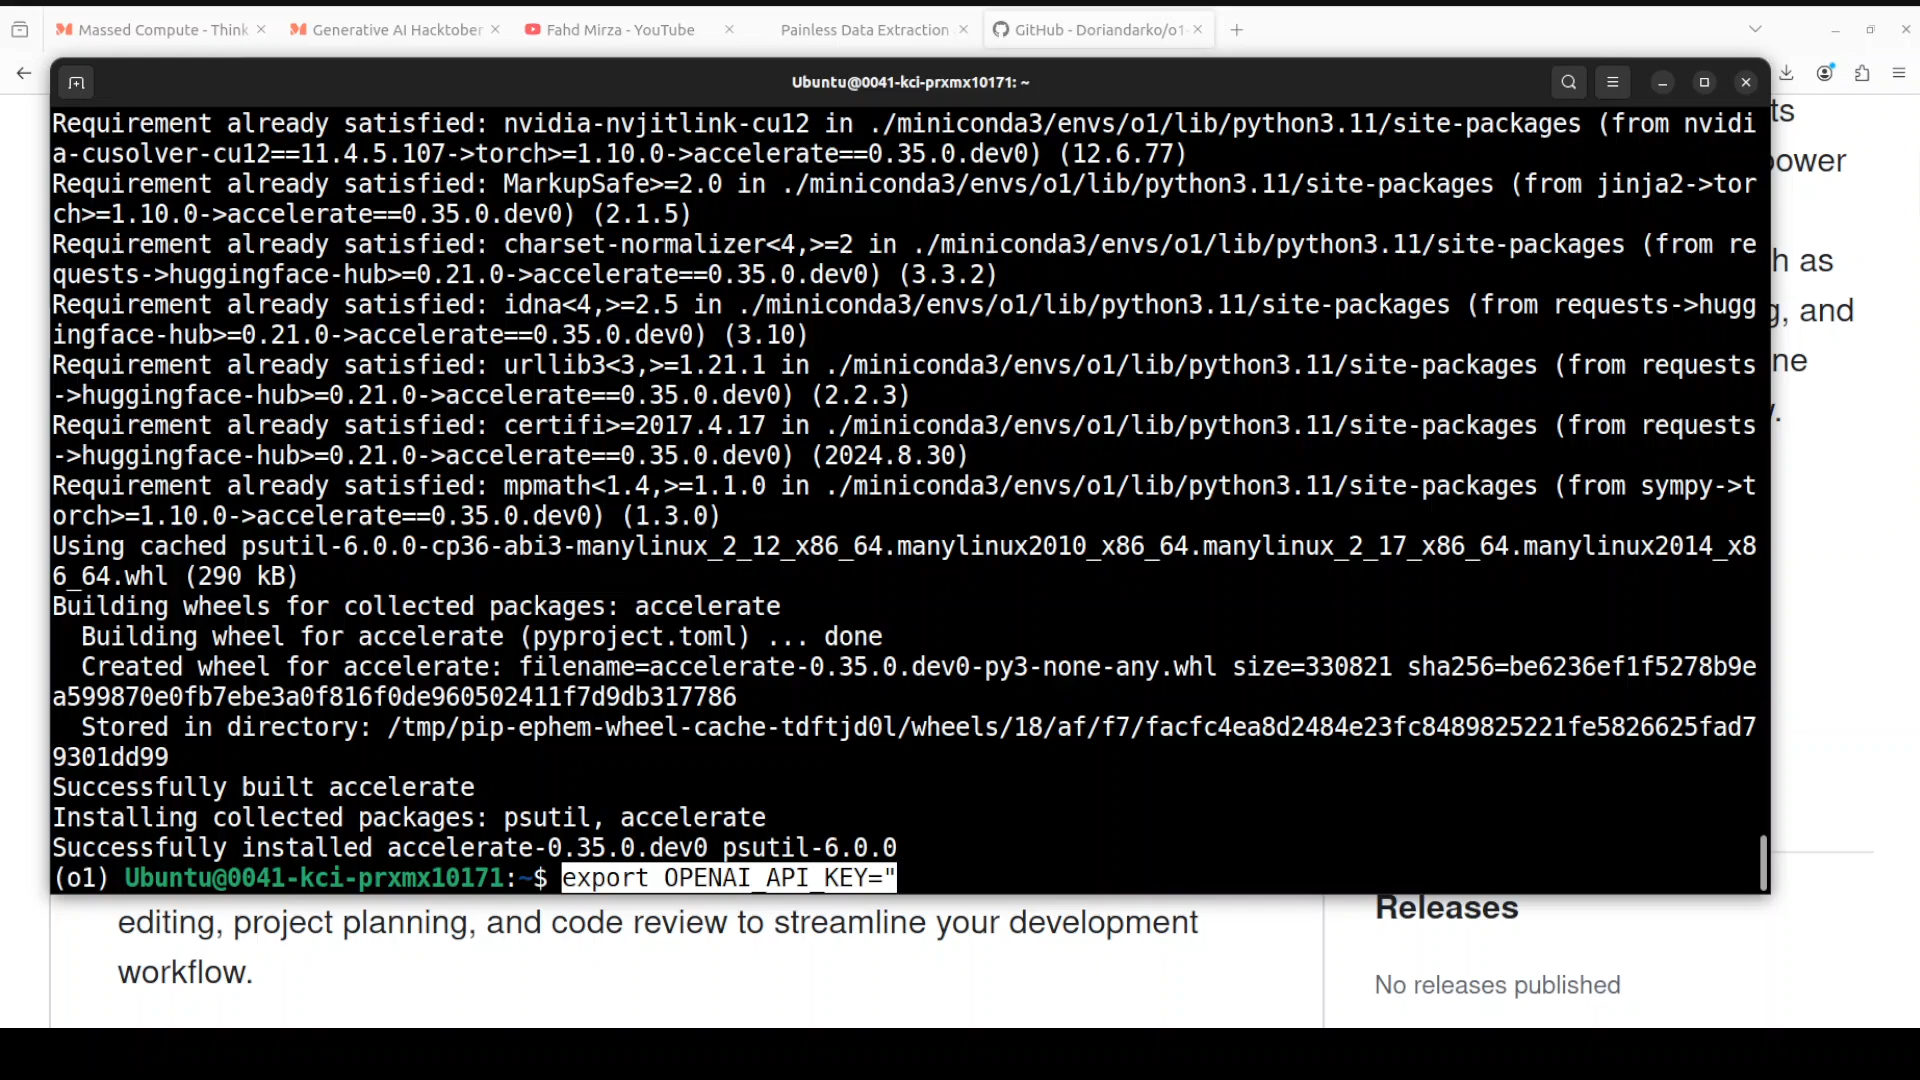 Massed Compute - Think
Generative AI Hacktober
Fahd Mirza - YouTube
Painless Data Extraction
GitHub - Doriandarko/o1-
Ubuntu@0041-kci-prxmx10171: ~
Requirement already satisfied: nvidia-nvjitlink-cu12 in ./miniconda3/envs/o1/lib/python3.11/site-packages (from nvidi
a-cusolver-cu12==11.4.5.107->torch>=1.10.0->accelerate==0.35.0.dev0) (12.6.77)
Requirement already satisfied: MarkupSafe>=2.0 in ./miniconda3/envs/o1/lib/python3.11/site-packages (from jinja2->tor
ch>=1.10.0->accelerate==0.35.0.dev0) (2.1.5)
Requirement already satisfied: charset-normalizer<4,>=2 in ./miniconda3/envs/o1/lib/python3.11/site-packages (from re
quests->huggingface-hub>=0.21.0->accelerate==0.35.0.dev0) (3.3.2)
Requirement already satisfied: idna<4,>=2.5 in ./miniconda3/envs/o1/lib/python3.11/site-packages (from requests->hugg
ingface-hub>=0.21.0->accelerate==0.35.0.dev0) (3.10)
Requirement already satisfied: urllib3<3,>=1.21.1 in ./miniconda3/envs/o1/lib/python3.11/site-packages (from requests
->huggingface-hub>=0.21.0->accelerate==0.35.0.dev0) (2.2.3)
Requirement already satisfied: certifi>=2017.4.17 in ./miniconda3/envs/o1/lib/python3.11/site-packages (from requests
->huggingface-hub>=0.21.0->accelerate==0.35.0.dev0) (2024.8.30)
Requirement already satisfied: mpmath<1.4,>=1.1.0 in ./miniconda3/envs/o1/lib/python3.11/site-packages (from sympy->t
orch>=1.10.0->accelerate==0.35.0.dev0) (1.3.0)
Using cached psutil-6.0.0-cp36-abi3-manylinux_2_12_x86_64.manylinux2010_x86_64.manylinux_2_17_x86_64.manylinux2014_x8
6_64.whl (290 kB)
Building wheels for collected packages: accelerate
  Building wheel for accelerate (pyproject.toml) ... done
  Created wheel for accelerate: filename=accelerate-0.35.0.dev0-py3-none-any.whl size=330821 sha256=be6236ef1f5278b9e
a599870e0fb7ebe3a0f816f0de960502411f7d9db317786
  Stored in directory: /tmp/pip-ephem-wheel-cache-tdftjd0l/wheels/18/af/f7/facfc4ea8d2484e23fc8489825221fe5826625fad7
9301dd99
Successfully built accelerate
Installing collected packages: psutil, accelerate
Successfully installed accelerate-0.35.0.dev0 psutil-6.0.0
(o1) Ubuntu@0041-kci-prxmx10171:~$ export OPENAI_API_KEY="
ts
power
h as
g, and
ne
editing, project planning, and code review to streamline your development
workflow.
Releases
No releases published